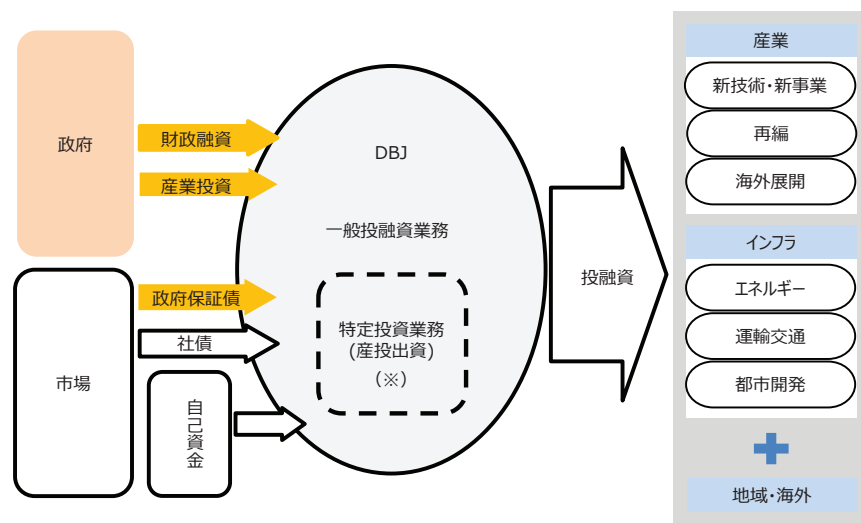 政府
財政融資
産業投資
市場
政府保証債
社債
自己資金
DBJ
一般投融資業務
特定投資業務
(産投出資)
(※)
投融資
産業
新技術・新事業
再編
海外展開
インフラ
エネルギー
運輸交通
都市開発
地域・海外